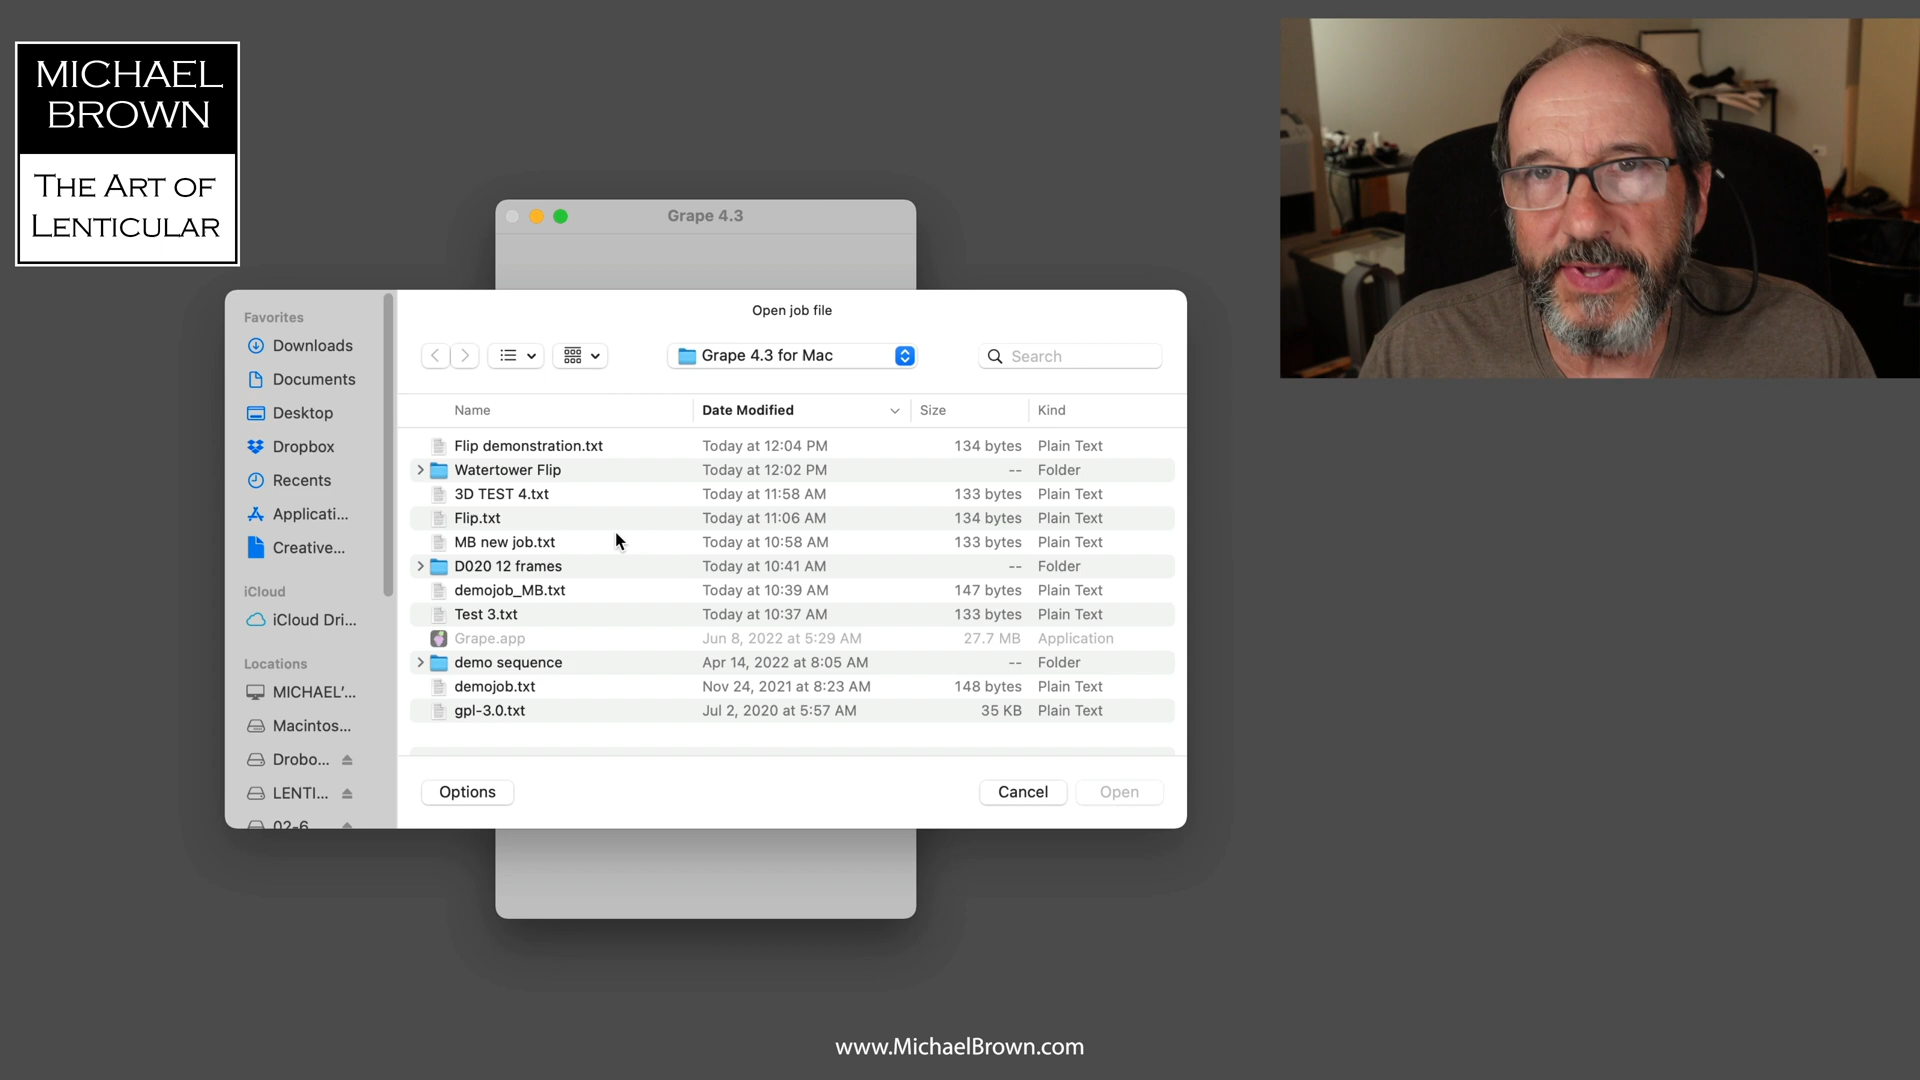 MICHAEL
BROWN
THE ART OF
LENTICULAR
Grape 4.3
Open job file
Favorites
Downloads
Documents
Desktop
Dropbox
Recents
Applicati...
Creative...
iCloud
iCloud Dri...
Locations
MICHAEL'...
Macintos...
Drobo...
LENTI...
02-6
Grape 4.3 for Mac
Search
Name Date Modified Size Kind
Flip demonstration.txt Today at 12:04 PM 134 bytes Plain Text
Watertower Flip Today at 12:02 PM -- Folder
3D TEST 4.txt Today at 11:58 AM 133 bytes Plain Text
Flip.txt Today at 11:06 AM 134 bytes Plain Text
MB new job.txt Today at 10:58 AM 133 bytes Plain Text
D020 12 frames Today at 10:41 AM -- Folder
demojob_MB.txt Today at 10:39 AM 147 bytes Plain Text
Test 3.txt Today at 10:37 AM 133 bytes Plain Text
Grape.app Jun 8, 2022 at 5:29 AM 27.7 MB Application
demo sequence Apr 14, 2022 at 8:05 AM -- Folder
demojob.txt Nov 24, 2021 at 8:23 AM 148 bytes Plain Text
gpl-3.0.txt Jul 2, 2020 at 5:57 AM 35 KB Plain Text
Options Cancel Open
www.MichaelBrown.com